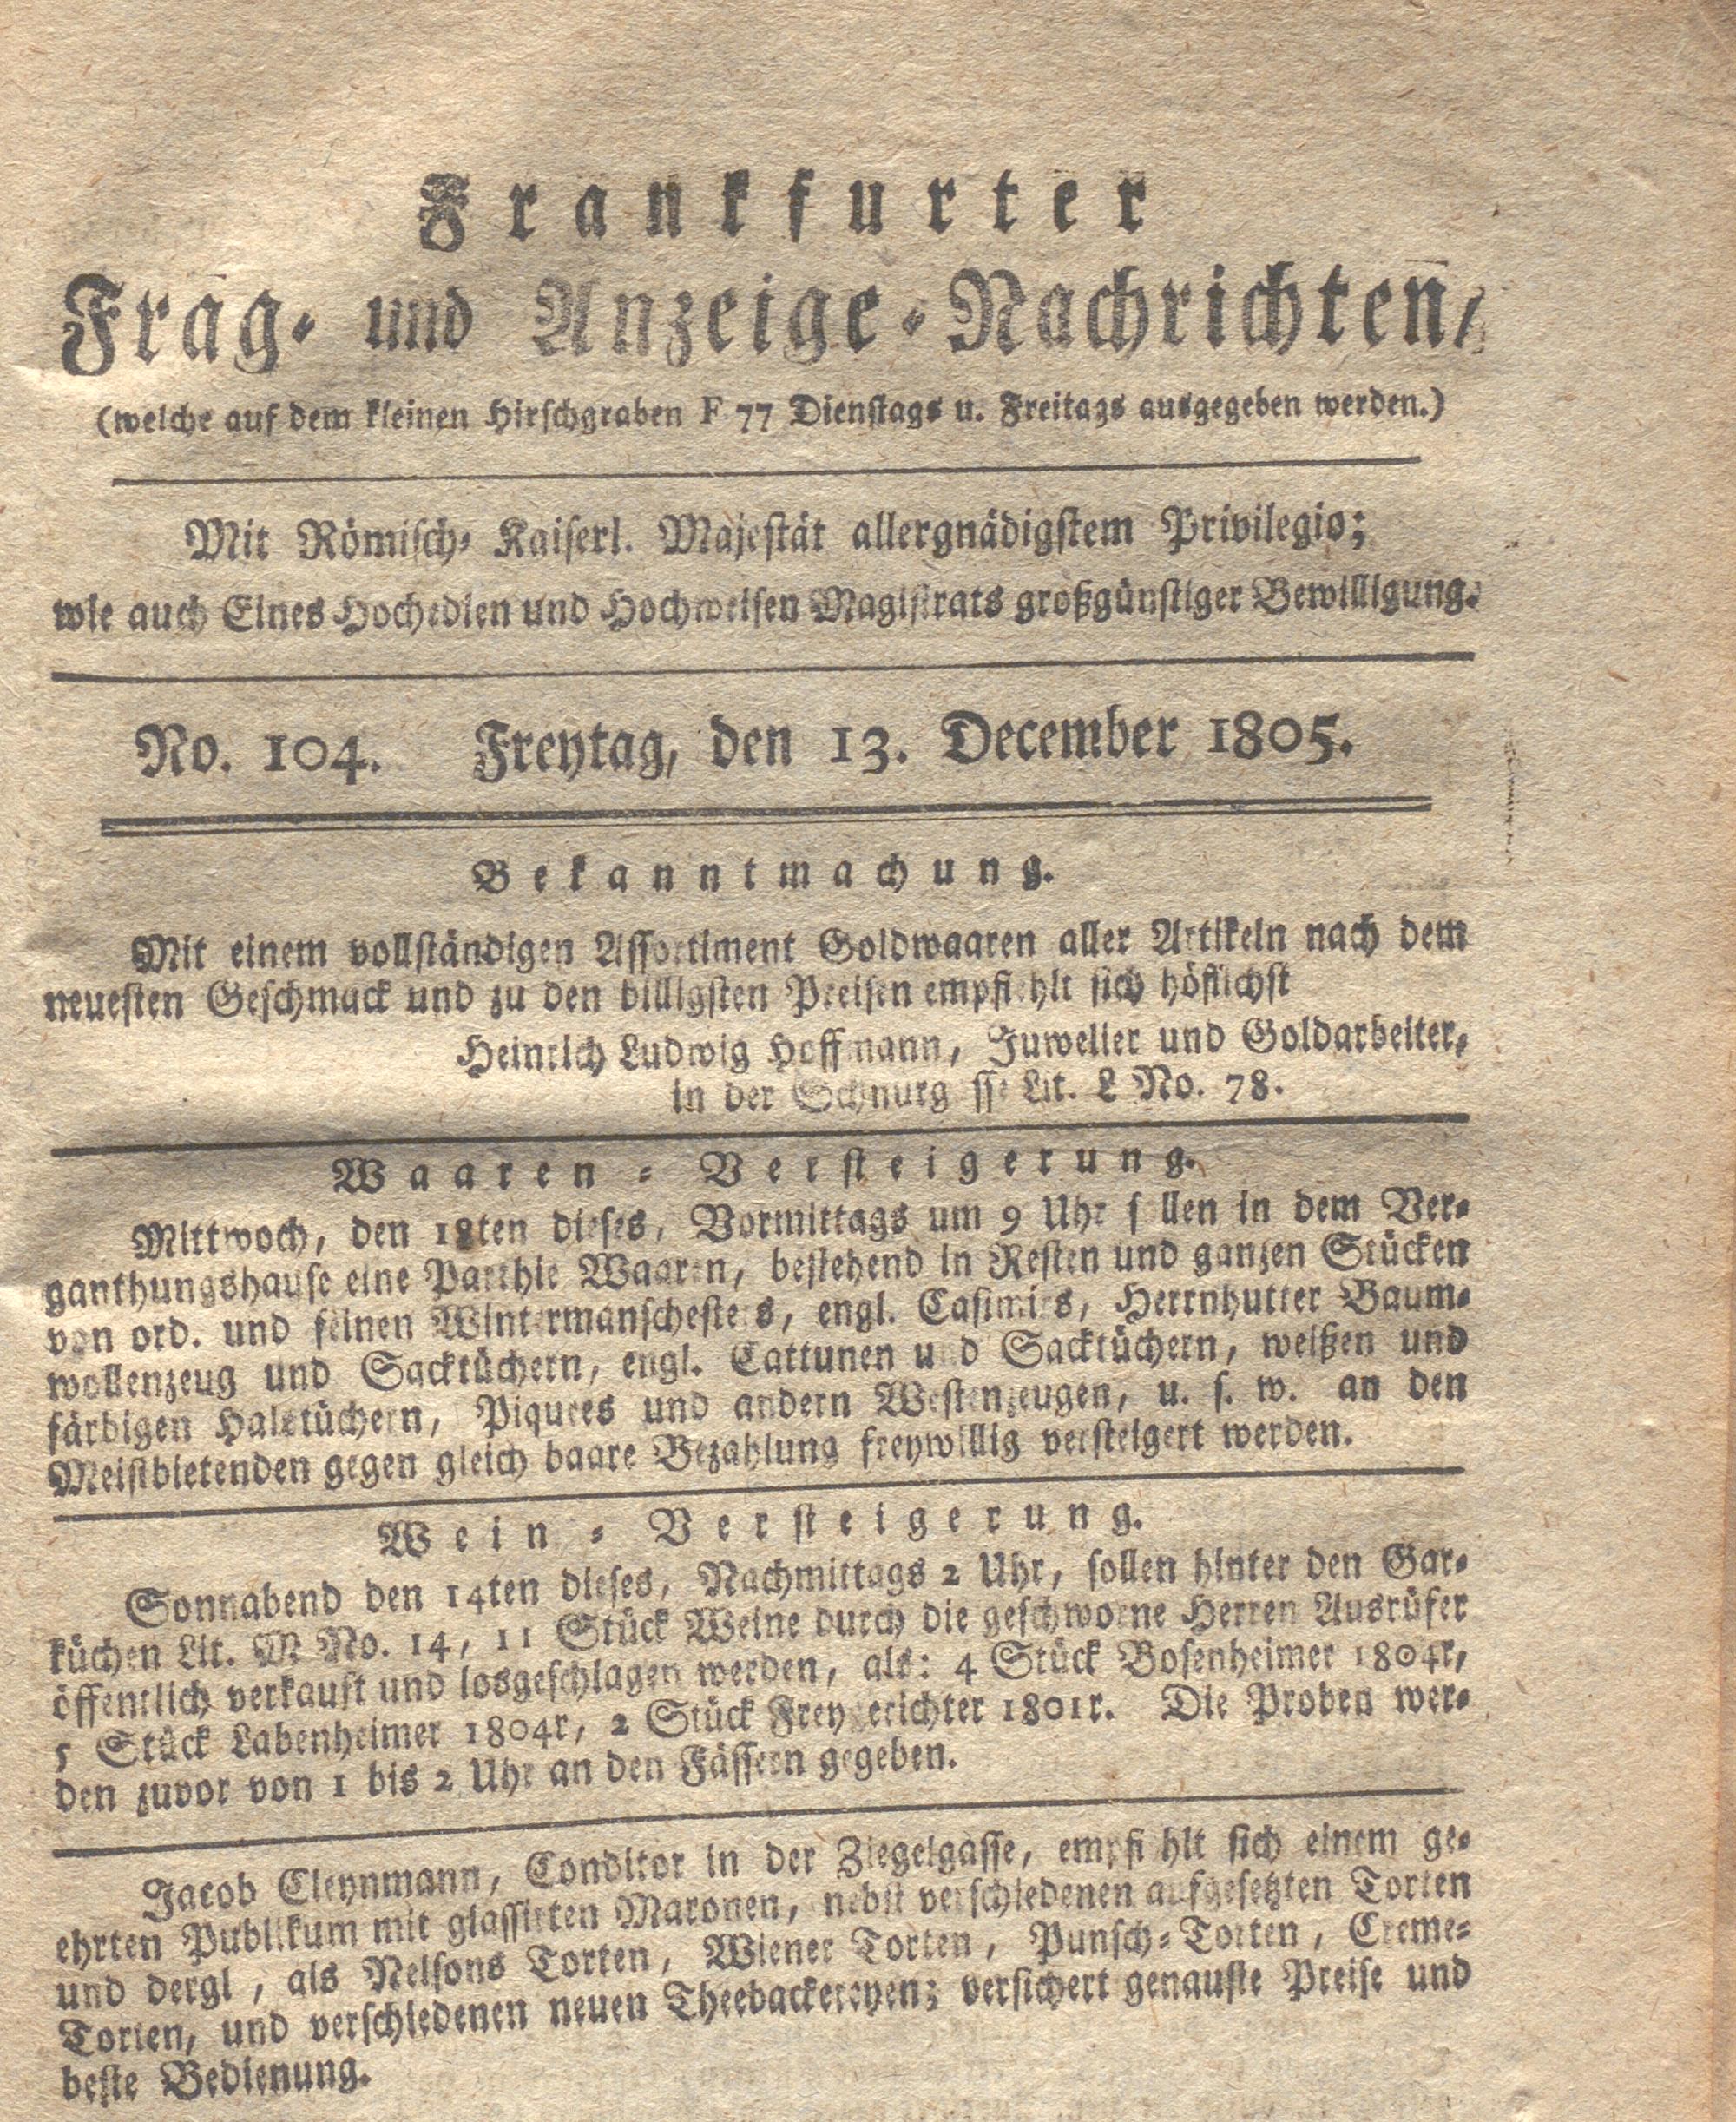 Frankfurter
Frag- und Anzeige-Nachrichten,
(welche auf dem kleinen Hirschgraben F 77 Dienstags u. Freitags ausgegeben werden.)
Mit Römisch- Kaiserl. Majestät allergnädigstem Privilegio;
wie auch Eines Hochedlen und Hochweisen Magistrats großgünstiger Bewilligung.
No. 104. Freytag, den 13. December 1805.
Bekanntmachung.
Mit einem vollständigen Assortiment Goldwaaren aller Artikeln nach dem
neuesten Geschmack und zu den billigsten Preisen empfiehlt sich höflichst
Heinrich Ludwig Hoffmann, Juwelier und Goldarbeiter,
in der Schnurgasse Lit. L No. 78.
Waaren-Versteigerung.
Mittwoch, den 18ten dieses, Vormittags um 9 Uhr sollen in dem Ver-
ganthungshause eine Parthie Waaren, bestehend in Resten und ganzen Stücken
von ord. und feinen Wintermanschesters, engl. Casimirs, Herrnhutter Baum-
wollenzeug und Sacktüchern, engl. Cattunen und Sacktüchern, weißen und
färbigen Halstüchern, Piquees und andern Westenzeugen, u. s. w. an den
Meistbietenden gegen gleich baare Bezahlung freywillig versteigert werden.
Wein-Versteigerung.
Sonnabend den 14ten dieses, Nachmittags 2 Uhr, sollen hinter den Gar-
küchen Lit. M No. 14, 11 Stück Weine durch die geschworne Herren Ausrüfer
öffentlich verkauft und losgeschlagen werden, als: 4 Stück Bosenheimer 1804r,
5 Stück Labenheimer 1804r, 2 Stück Freygerichter 1801r. Die Proben wer-
den zuvor von 1 bis 2 Uhr an den Fässern gegeben.
Jacob Cleynmann, Conditor in der Ziegelgasse, empfiehlt sich einem ge-
ehrten Publikum mit glassirten Maronen, nebst verschiedenen aufgesetzten Torten
und dergl, als Nelsons Torten, Wiener Torten, Punsch-Torten, Creme-
Torten, und verschiedenen neuen Theebackereyen; versichert genauste Preise und
beste Bedienung.